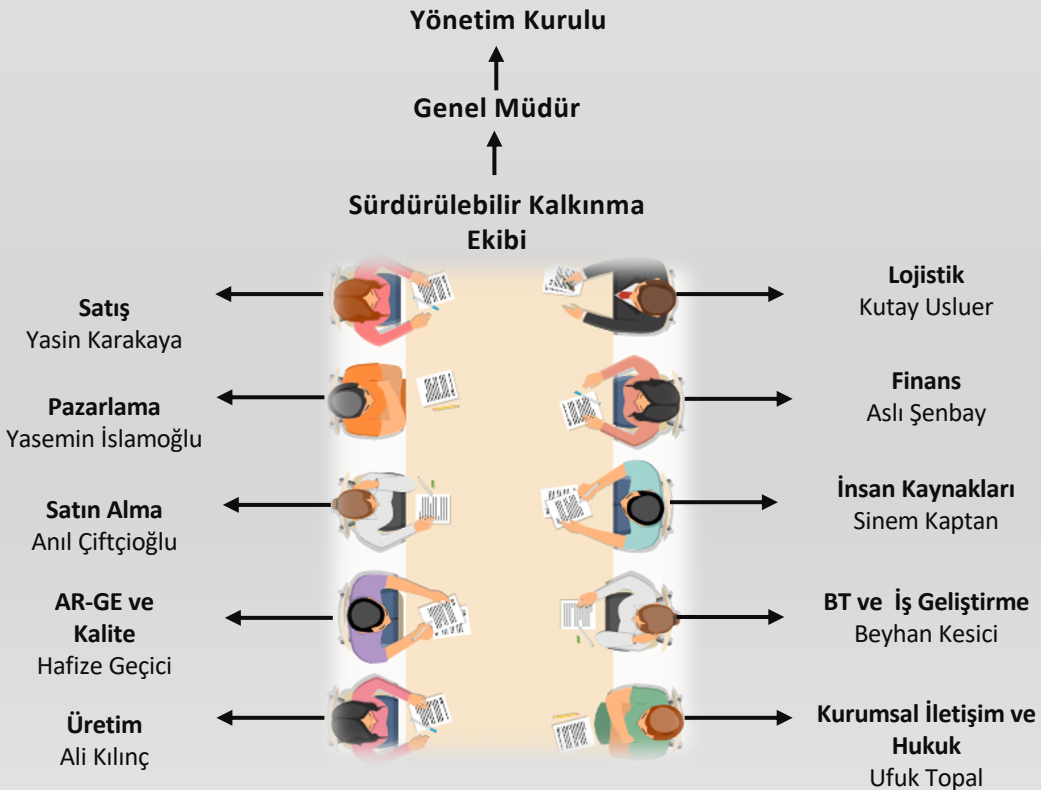 Yönetim Kurulu
Genel Müdür
Sürdürülebilir Kalkınma
Ekibi
Satış
Yasin Karakaya
Pazarlama
Yasemin İslamoğlu
Satın Alma
Anıl Çiftçioğlu
AR-GE ve
Kalite
Hafize Geçici
Üretim
Ali Kılınç
Lojistik
Kutay Usluer
Finans
Aslı Şenbay
İnsan Kaynakları
Sinem Kaptan
BT ve İş Geliştirme
Beyhan Kesici
Kurumsal İletişim ve
Hukuk
Ufuk Topal